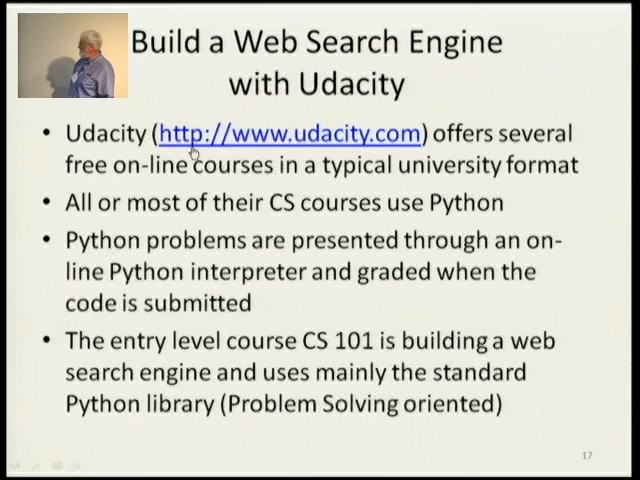 Build a Web Search Engine
with Udacity
• Udacity (http://www.udacity.com) offers several
free on-line courses in a typical university format
• All or most of their CS courses use Python
• Python problems are presented through an on-
line Python interpreter and graded when the
code is submitted
• The entry level course CS 101 is building a web
search engine and uses mainly the standard
Python library (Problem Solving oriented)
17